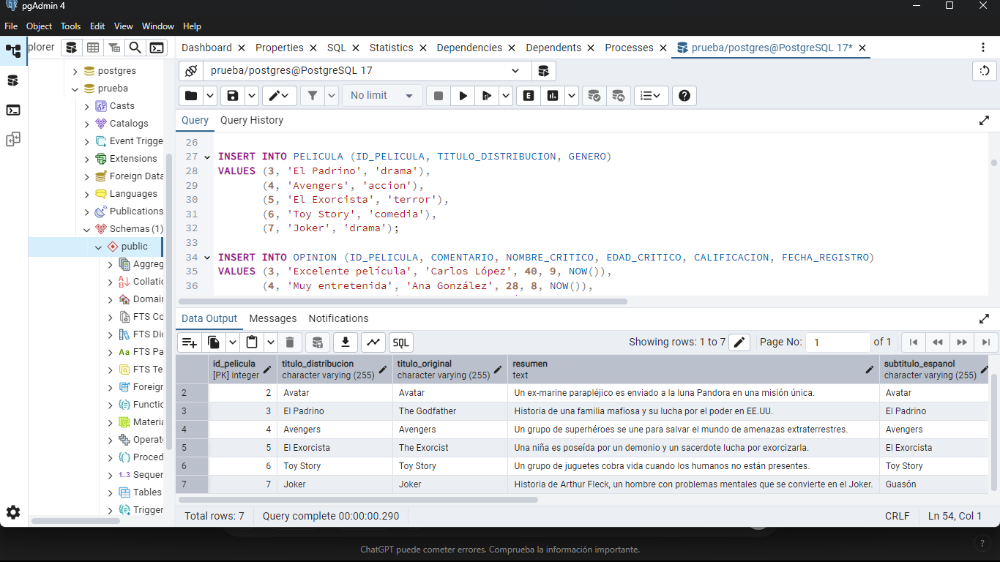 pgAdmin 4
File Object Tools Edit View Window Help
plorer
Dashboard Properties SQL Statistics Dependencies Dependents Processes prueba/postgres@PostgreSQL 17*
postgres
prueba
Casts
Catalogs
Event Trigge
Extensions
Foreign Data
Languages
Publications
Schemas (1)
public
Aggreg
Collatic
Domai
FTS Co
FTS Dic
FTS Pa
FTS Te
Foreigr
Functic
Materia
Operat
Proced
1..3 Sequer
Tables
Trigger
prueba/postgres@PostgreSQL 17
No limit
E
Query Query History
26
27 INSERT INTO PELICULA (ID_PELICULA, TITULO_DISTRIBUCION, GENERO)
28 VALUES (3, 'El Padrino', 'drama'),
29 (4, 'Avengers', 'accion'),
30 (5, 'El Exorcista', 'terror'),
31 (6, 'Toy Story', 'comedia'),
32 (7, 'Joker', 'drama');
33
34 INSERT INTO OPINION (ID_PELICULA, COMENTARIO, NOMBRE_CRITICO, EDAD_CRITICO, CALIFICACION, FECHA_REGISTRO)
35 VALUES (3, 'Excelente película', 'Carlos López', 40, 9, NOW()),
36 (4, 'Muy entretenida', 'Ana González', 28, 8, NOW()),
Data Output Messages Notifications
SQL Showing rows: 1 to 7 Page No: 1 of 1
id_pelicula titulo_distribucion titulo_original resumen subtitulo_espanol
[PK] integer character varying (255) character varying (255) text character varying (255)
2 2 Avatar Avatar Un ex-marine parapléjico es enviado a la luna Pandora en una misión única. Avatar
3 3 El Padrino The Godfather Historia de una familia mafiosa y su lucha por el poder en EE.UU. El Padrino
4 4 Avengers Avengers Un grupo de superhéroes se une para salvar el mundo de amenazas extraterrestres. Avengers
5 5 El Exorcista The Exorcist Una niña es poseída por un demonio y un sacerdote lucha por exorcizarla. El Exorcista
6 6 Toy Story Toy Story Un grupo de juguetes cobra vida cuando los humanos no están presentes. Toy Story
7 7 Joker Joker Historia de Arthur Fleck, un hombre con problemas mentales que se convierte en el Joker. Guasón
Total rows: 7 Query complete 00:00:00.290 CRLF Ln 54, Col 1
ChatGPT puede cometer errores. Comprueba la información importante. ?